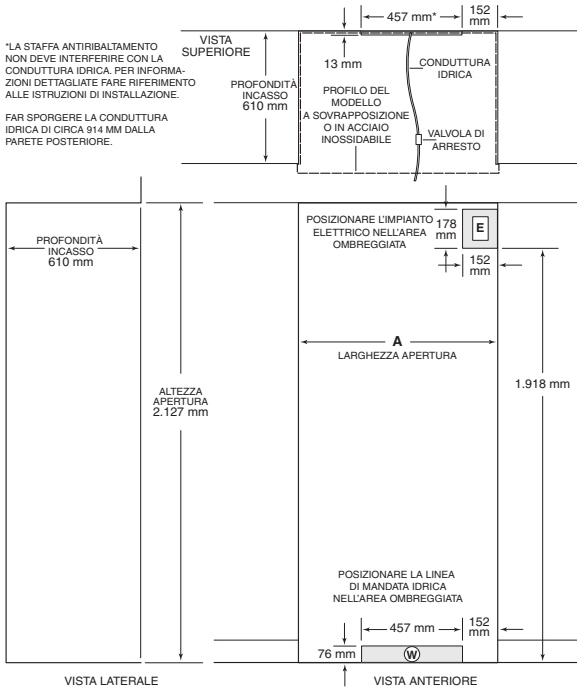 457 mm*
152
mm
*LA STAFFA ANTIRIBALTAMENTO
NON DEVE INTERFERIRE CON LA
CONDUTTURA IDRICA. PER INFORMA-
ZIONI DETTAGLIATE FARE RIFERIMENTO
ALLE ISTRUZIONI DI INSTALLAZIONE.
FAR SPORGERE LA CONDUTTURA
IDRICA DI CIRCA 914 MM DALLA
PARETE POSTERIORE.
VISTA
SUPERIORE
13 mm
CONDUTTURA
IDRICA
PROFONDITÀ
INCASSO
610 mm
PROFILO DEL
MODELLO
A SOVRAPPOSIZIONE
O IN ACCIAIO
INOSSIDABILE
VALVOLA DI
ARRESTO
PROFONDITÀ
INCASSO
610 mm
POSIZIONARE L'IMPIANTO
ELETTRICO NELL'AREA
OMBREGGIATA
178
mm
E
152
mm
A
LARGHEZZA APERTURA
ALTEZZA
APERTURA
2.127 mm
1.918 mm
POSIZIONARE LA LINEA
DI MANDATA IDRICA
NELL'AREA OMBREGGIATA
457 mm
152
mm
76 mm
W
VISTA LATERALE
VISTA ANTERIORE